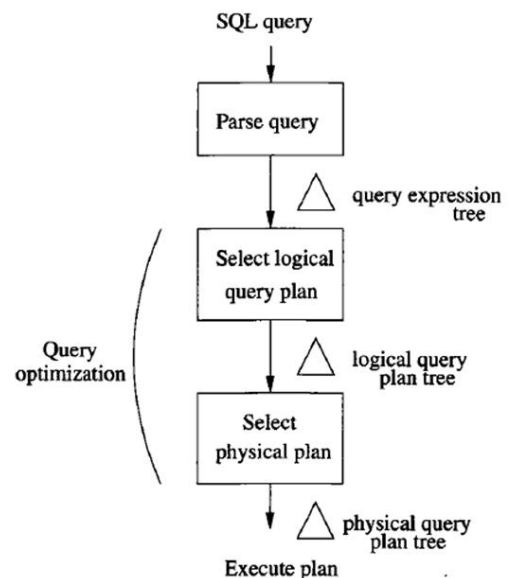 SQL query
Parse query
query expression
tree
Select logical
query plan
Query
optimization
logical query
plan tree
Select
physical plan
physical query
plan tree
Execute plan